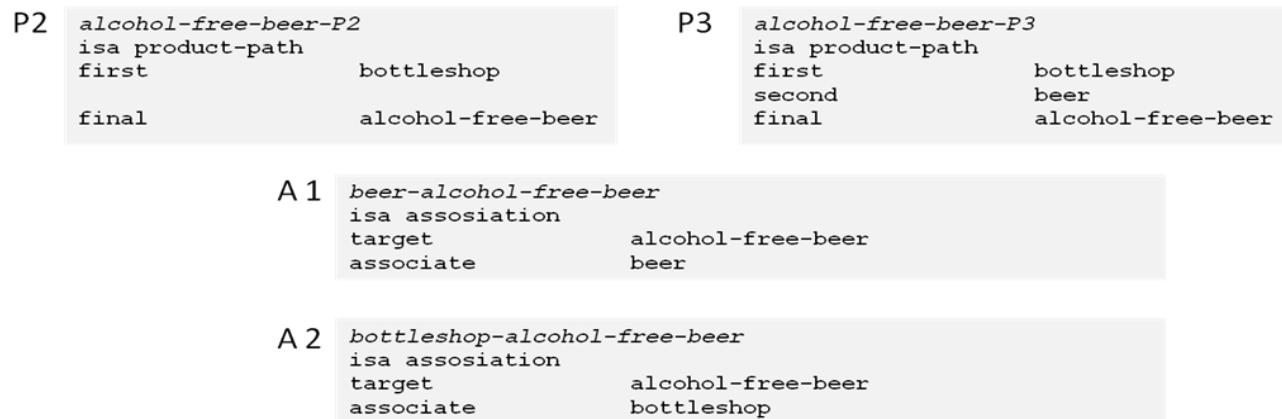 P2
alcohol-free-beer-P2
isa product-path
first bottleshop
final alcohol-free-beer
P3
alcohol-free-beer-P3
isa product-path
first bottleshop
second beer
final alcohol-free-beer
A 1
beer-alcohol-free-beer
isa assosiation
target alcohol-free-beer
associate beer
A 2
bottleshop-alcohol-free-beer
isa assosiation
target alcohol-free-beer
associate bottleshop